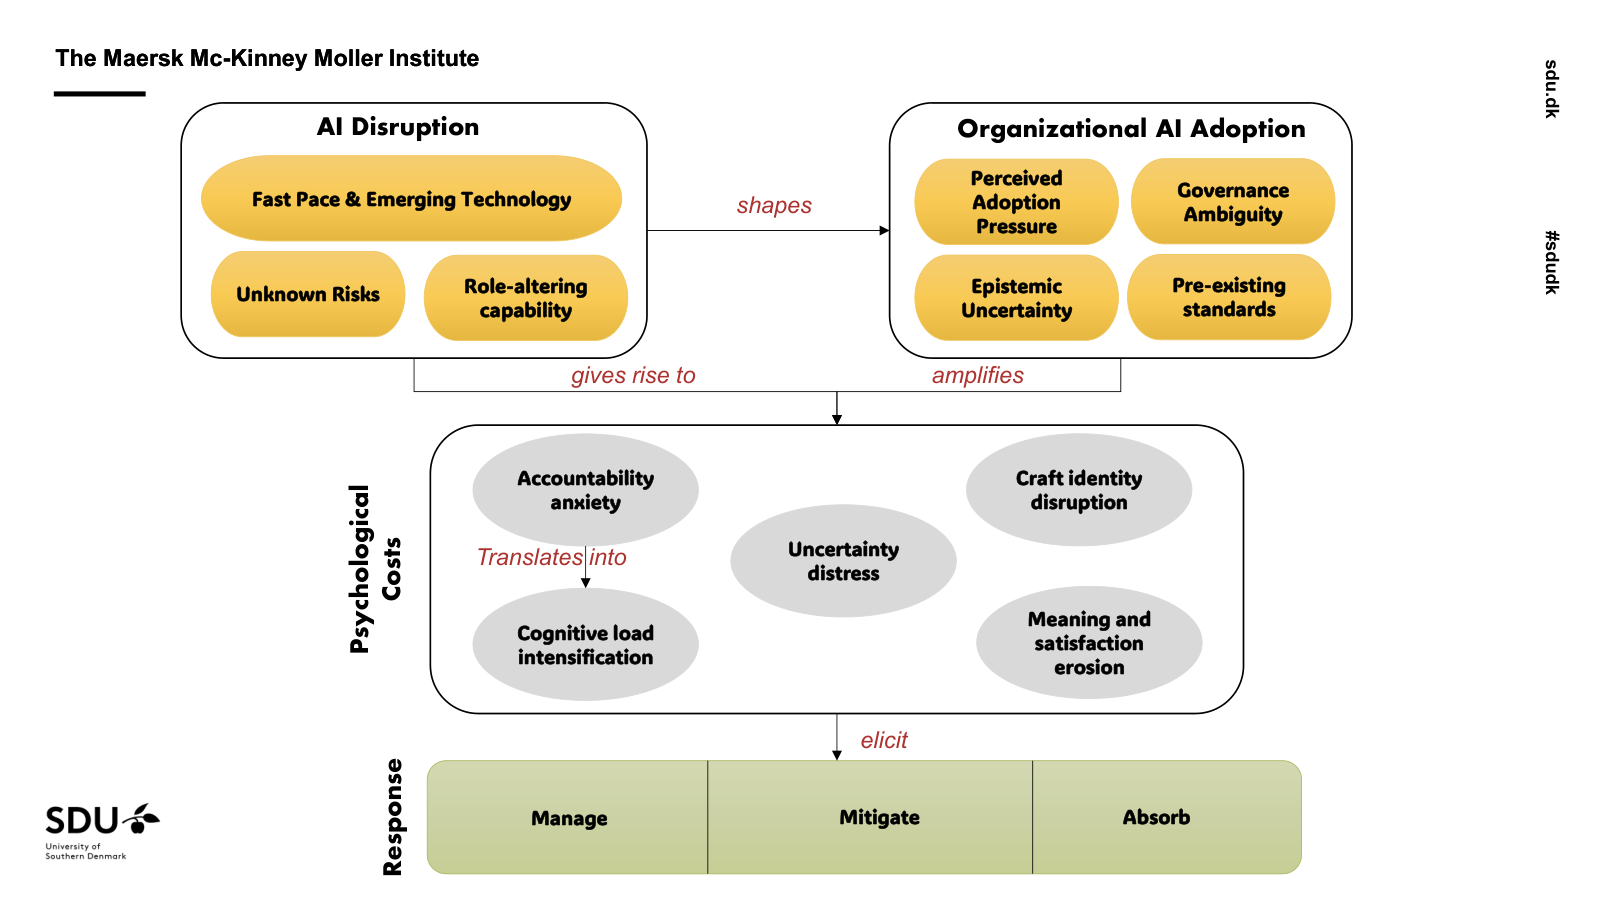 The Maersk Mc-Kinney Moller Institute
sdu.dk
#sdudk
AI Disruption
Fast Pace & Emerging Technology
Unknown Risks
Role-altering
capability
shapes
Organizational AI Adoption
Perceived
Adoption
Pressure
Governance
Ambiguity
Epistemic
Uncertainty
Pre-existing
standards
gives rise to
amplifies
Psychological
Costs
Accountability
anxiety
Translates into
Cognitive load
intensification
Uncertainty
distress
Craft identity
disruption
Meaning and
satisfaction
erosion
elicit
Response
Manage
Mitigate
Absorb
SDU
University of
Southern Denmark